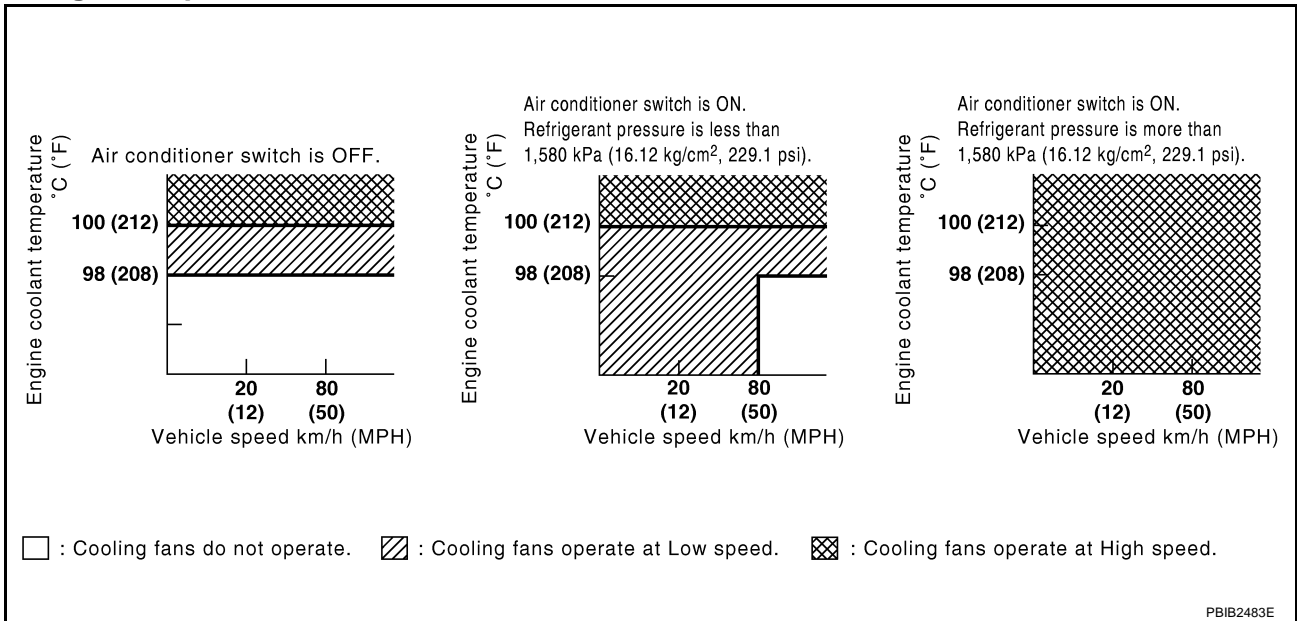 Air conditioner switch is OFF.
Engine coolant temperature
°C (°F)
100 (212)
98 (208)
20
(12)
80
(50)
Vehicle speed km/h (MPH)
Air conditioner switch is ON.
Refrigerant pressure is less than
1,580 kPa (16.12 kg/cm², 229.1 psi).
Engine coolant temperature
°C (°F)
100 (212)
98 (208)
20
(12)
80
(50)
Vehicle speed km/h (MPH)
Air conditioner switch is ON.
Refrigerant pressure is more than
1,580 kPa (16.12 kg/cm², 229.1 psi).
Engine coolant temperature
°C (°F)
100 (212)
98 (208)
20
(12)
80
(50)
Vehicle speed km/h (MPH)
: Cooling fans do not operate.
: Cooling fans operate at Low speed.
: Cooling fans operate at High speed.
PBIB2483E